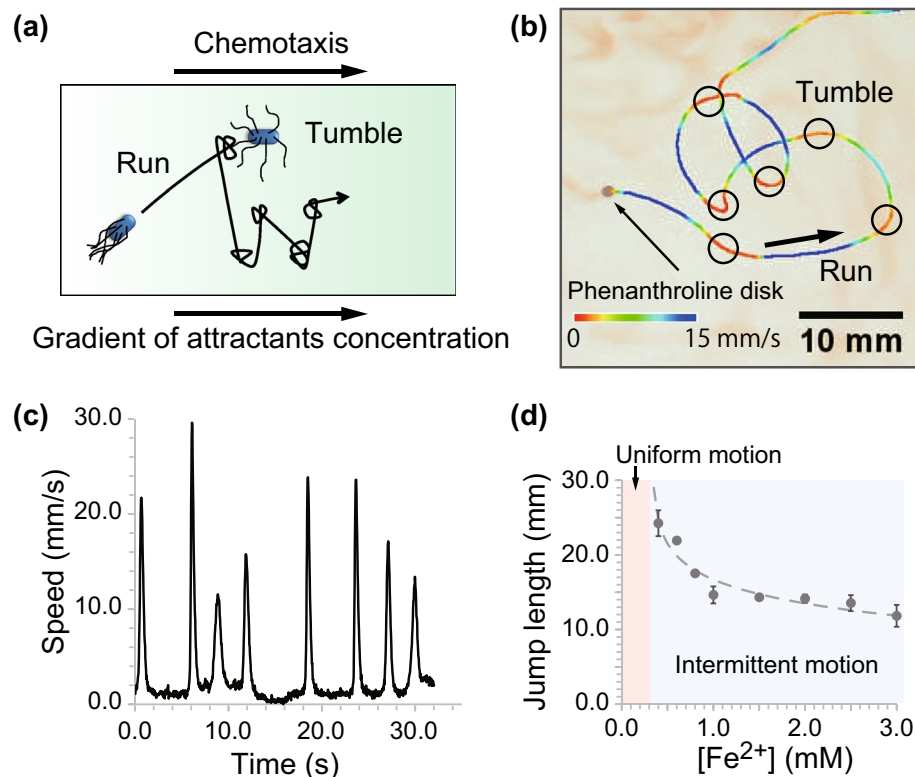 (a)
Chemotaxis
Run
Tumble
Gradient of attractants concentration
(b)
Tumble
Run
Phenanthroline disk
0 15 mm/s
10 mm
(c)
30.0
20.0
10.0
0.0
Speed (mm/s)
0.0 10.0 20.0 30.0
Time (s)
(d)
Uniform motion
30.0
20.0
10.0
0.0
Jump length (mm)
Intermittent motion
0.0 1.0 2.0 3.0
[Fe²⁺] (mM)